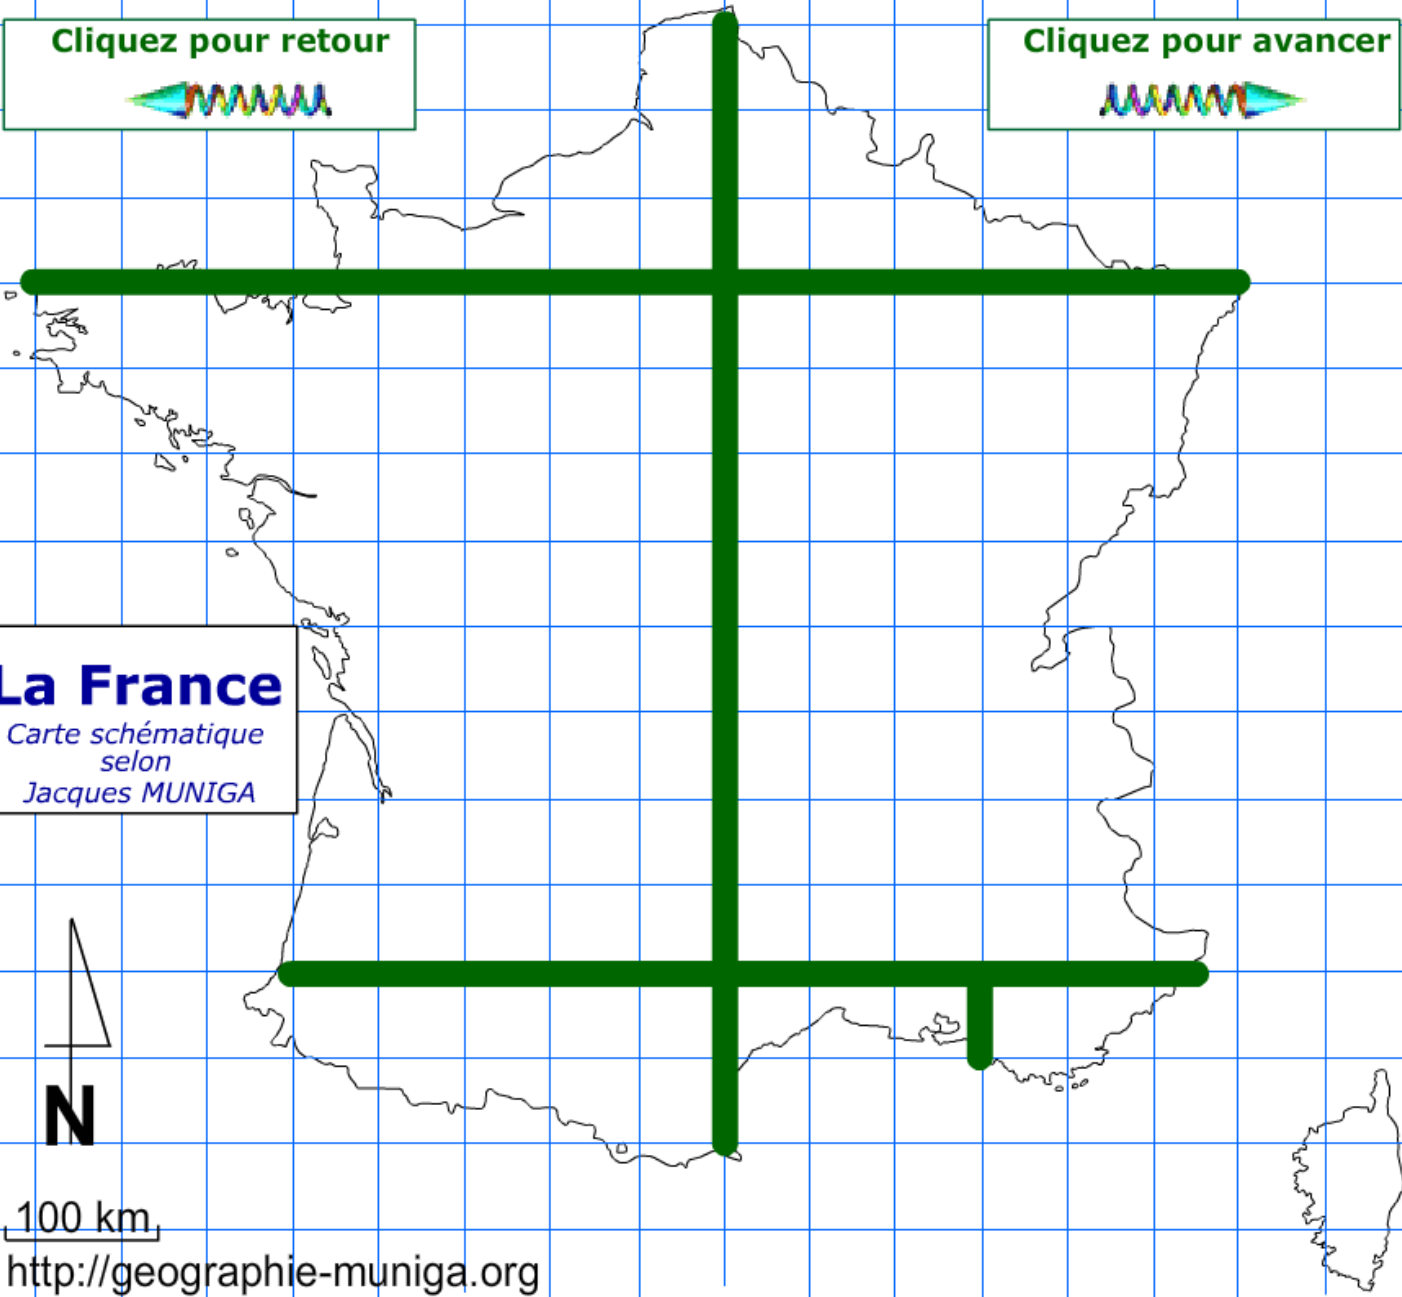 Cliquez pour retour
Cliquez pour avancer
La France
Carte schématique
selon
Jacques MUNIGA
N
100 km
http://geographie-muniga.org